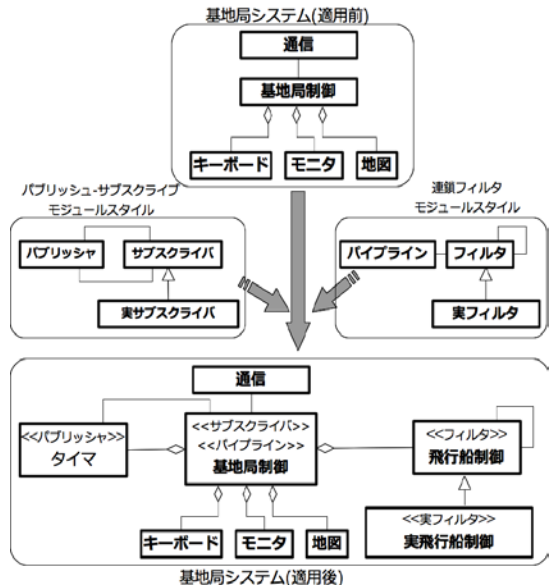 基地局システム(適用前)
通信
基地局制御
キーボード
モニタ
地図
パブリッシュ-サブスクライブ
モジュールスタイル
パブリッシャ
サブスクライバ
実サブスクライバ
連鎖フィルタ
モジュールスタイル
パイプライン
フィルタ
実フィルタ
通信
<<パブリッシャ>>
タイマ
<<サブスクライバ>>
<<パイプライン>>
基地局制御
<<フィルタ>>
飛行船制御
<<実フィルタ>>
実飛行船制御
キーボード
モニタ
地図
基地局システム(適用後)